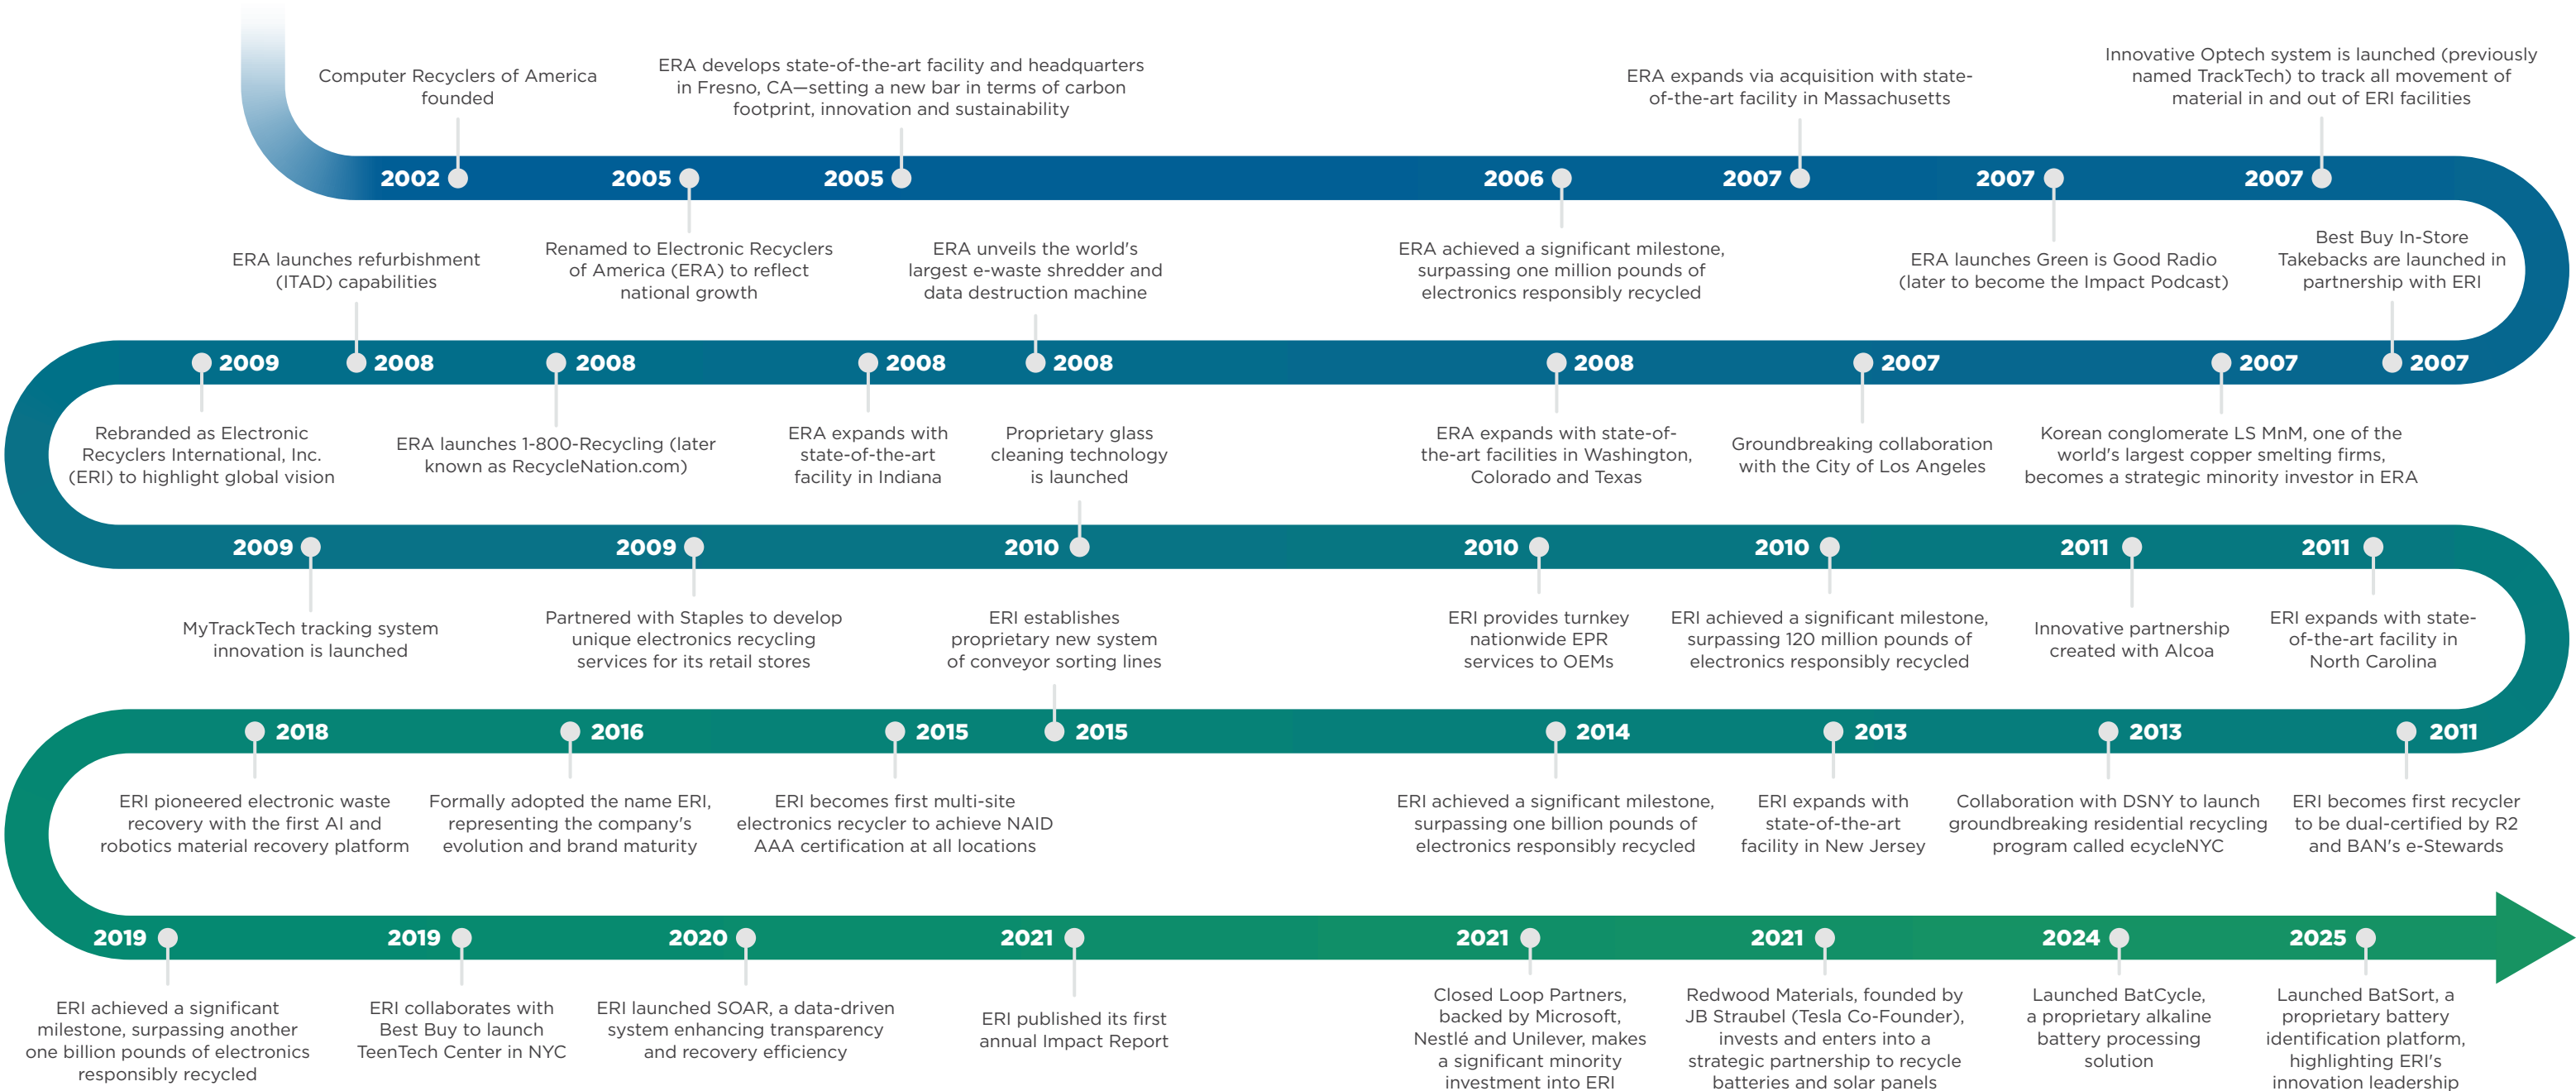 Computer Recyclers of America
founded
2002
2005
Renamed to Electronic Recyclers
of America (ERA) to reflect
national growth
ERA develops state-of-the-art facility and headquarters
in Fresno, CA—setting a new bar in terms of carbon
footprint, innovation and sustainability
2005
2006
ERA achieved a significant milestone,
surpassing one million pounds of
electronics responsibly recycled
ERA expands via acquisition with state-
of-the-art facility in Massachusetts
2007
2007
ERA launches Green is Good Radio
(later to become the Impact Podcast)
Innovative Optech system is launched (previously
named TrackTech) to track all movement of
material in and out of ERI facilities
2007
Best Buy In-Store
Takebacks are launched in
partnership with ERI
2007
2007
Korean conglomerate LS MnM, one of the
world's largest copper smelting firms,
becomes a strategic minority investor in ERA
2007
Groundbreaking collaboration
with the City of Los Angeles
2008
ERA expands with state-of-
the-art facilities in Washington,
Colorado and Texas
ERA unveils the world's
largest e-waste shredder and
data destruction machine
2008
2008
ERA expands with
state-of-the-art
facility in Indiana
2008
ERA launches 1-800-Recycling (later
known as RecycleNation.com)
ERA launches refurbishment
(ITAD) capabilities
2008
2009
Rebranded as Electronic
Recyclers International, Inc.
(ERI) to highlight global vision
2009
MyTrackTech tracking system
innovation is launched
2009
Partnered with Staples to develop
unique electronics recycling
services for its retail stores
Proprietary glass
cleaning technology
is launched
2010
2010
ERI provides turnkey
nationwide EPR
services to OEMs
2010
ERI achieved a significant milestone,
surpassing 120 million pounds of
electronics responsibly recycled
2011
Innovative partnership
created with Alcoa
2011
ERI expands with state-
of-the-art facility in
North Carolina
2011
ERI becomes first recycler
to be dual-certified by R2
and BAN's e-Stewards
2013
Collaboration with DSNY to launch
groundbreaking residential recycling
program called ecycleNYC
2013
ERI expands with
state-of-the-art
facility in New Jersey
2014
ERI achieved a significant milestone,
surpassing one billion pounds of
electronics responsibly recycled
ERI establishes
proprietary new system
of conveyor sorting lines
2015
2015
ERI becomes first multi-site
electronics recycler to achieve NAID
AAA certification at all locations
2016
Formally adopted the name ERI,
representing the company's
evolution and brand maturity
2018
ERI pioneered electronic waste
recovery with the first AI and
robotics material recovery platform
2019
ERI achieved a significant
milestone, surpassing another
one billion pounds of electronics
responsibly recycled
2019
ERI collaborates with
Best Buy to launch
TeenTech Center in NYC
2020
ERI launched SOAR, a data-driven
system enhancing transparency
and recovery efficiency
2021
ERI published its first
annual Impact Report
2021
Closed Loop Partners,
backed by Microsoft,
Nestlé and Unilever, makes
a significant minority
investment into ERI
2021
Redwood Materials, founded by
JB Straubel (Tesla Co-Founder),
invests and enters into a
strategic partnership to recycle
batteries and solar panels
2024
Launched BatCycle,
a proprietary alkaline
battery processing
solution
2025
Launched BatSort, a
proprietary battery
identification platform,
highlighting ERI's
innovation leadership